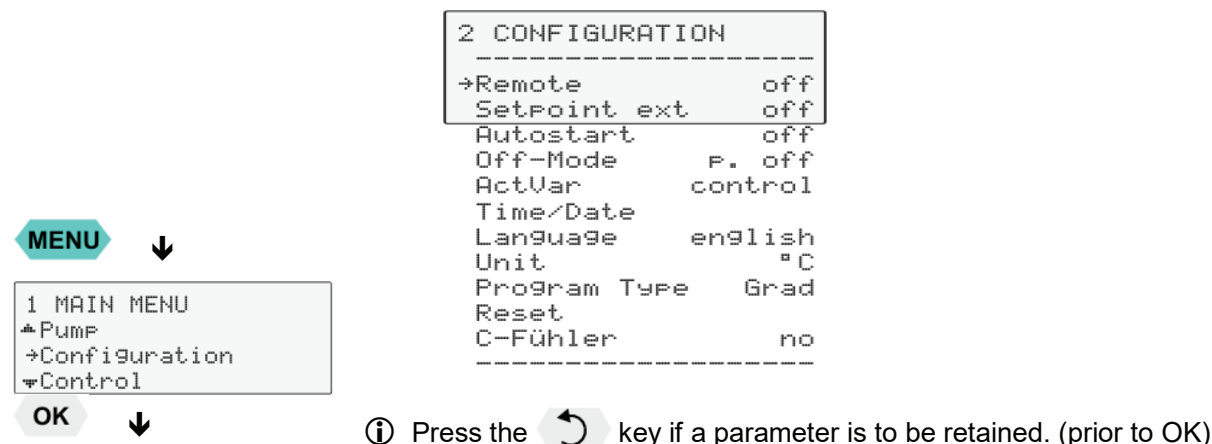 MENU
1 MAIN MENU
Pump
→Configuration
Control
OK
2 CONFIGURATION
--------------------
→Remote off
Setpoint ext off
Autostart off
Off-Mode p. off
ActVar control
Time/Date
Language english
Unit °C
Program Type Grad
Reset
C-Fühler no
--------------------
ⓘ Press the key if a parameter is to be retained. (prior to OK)